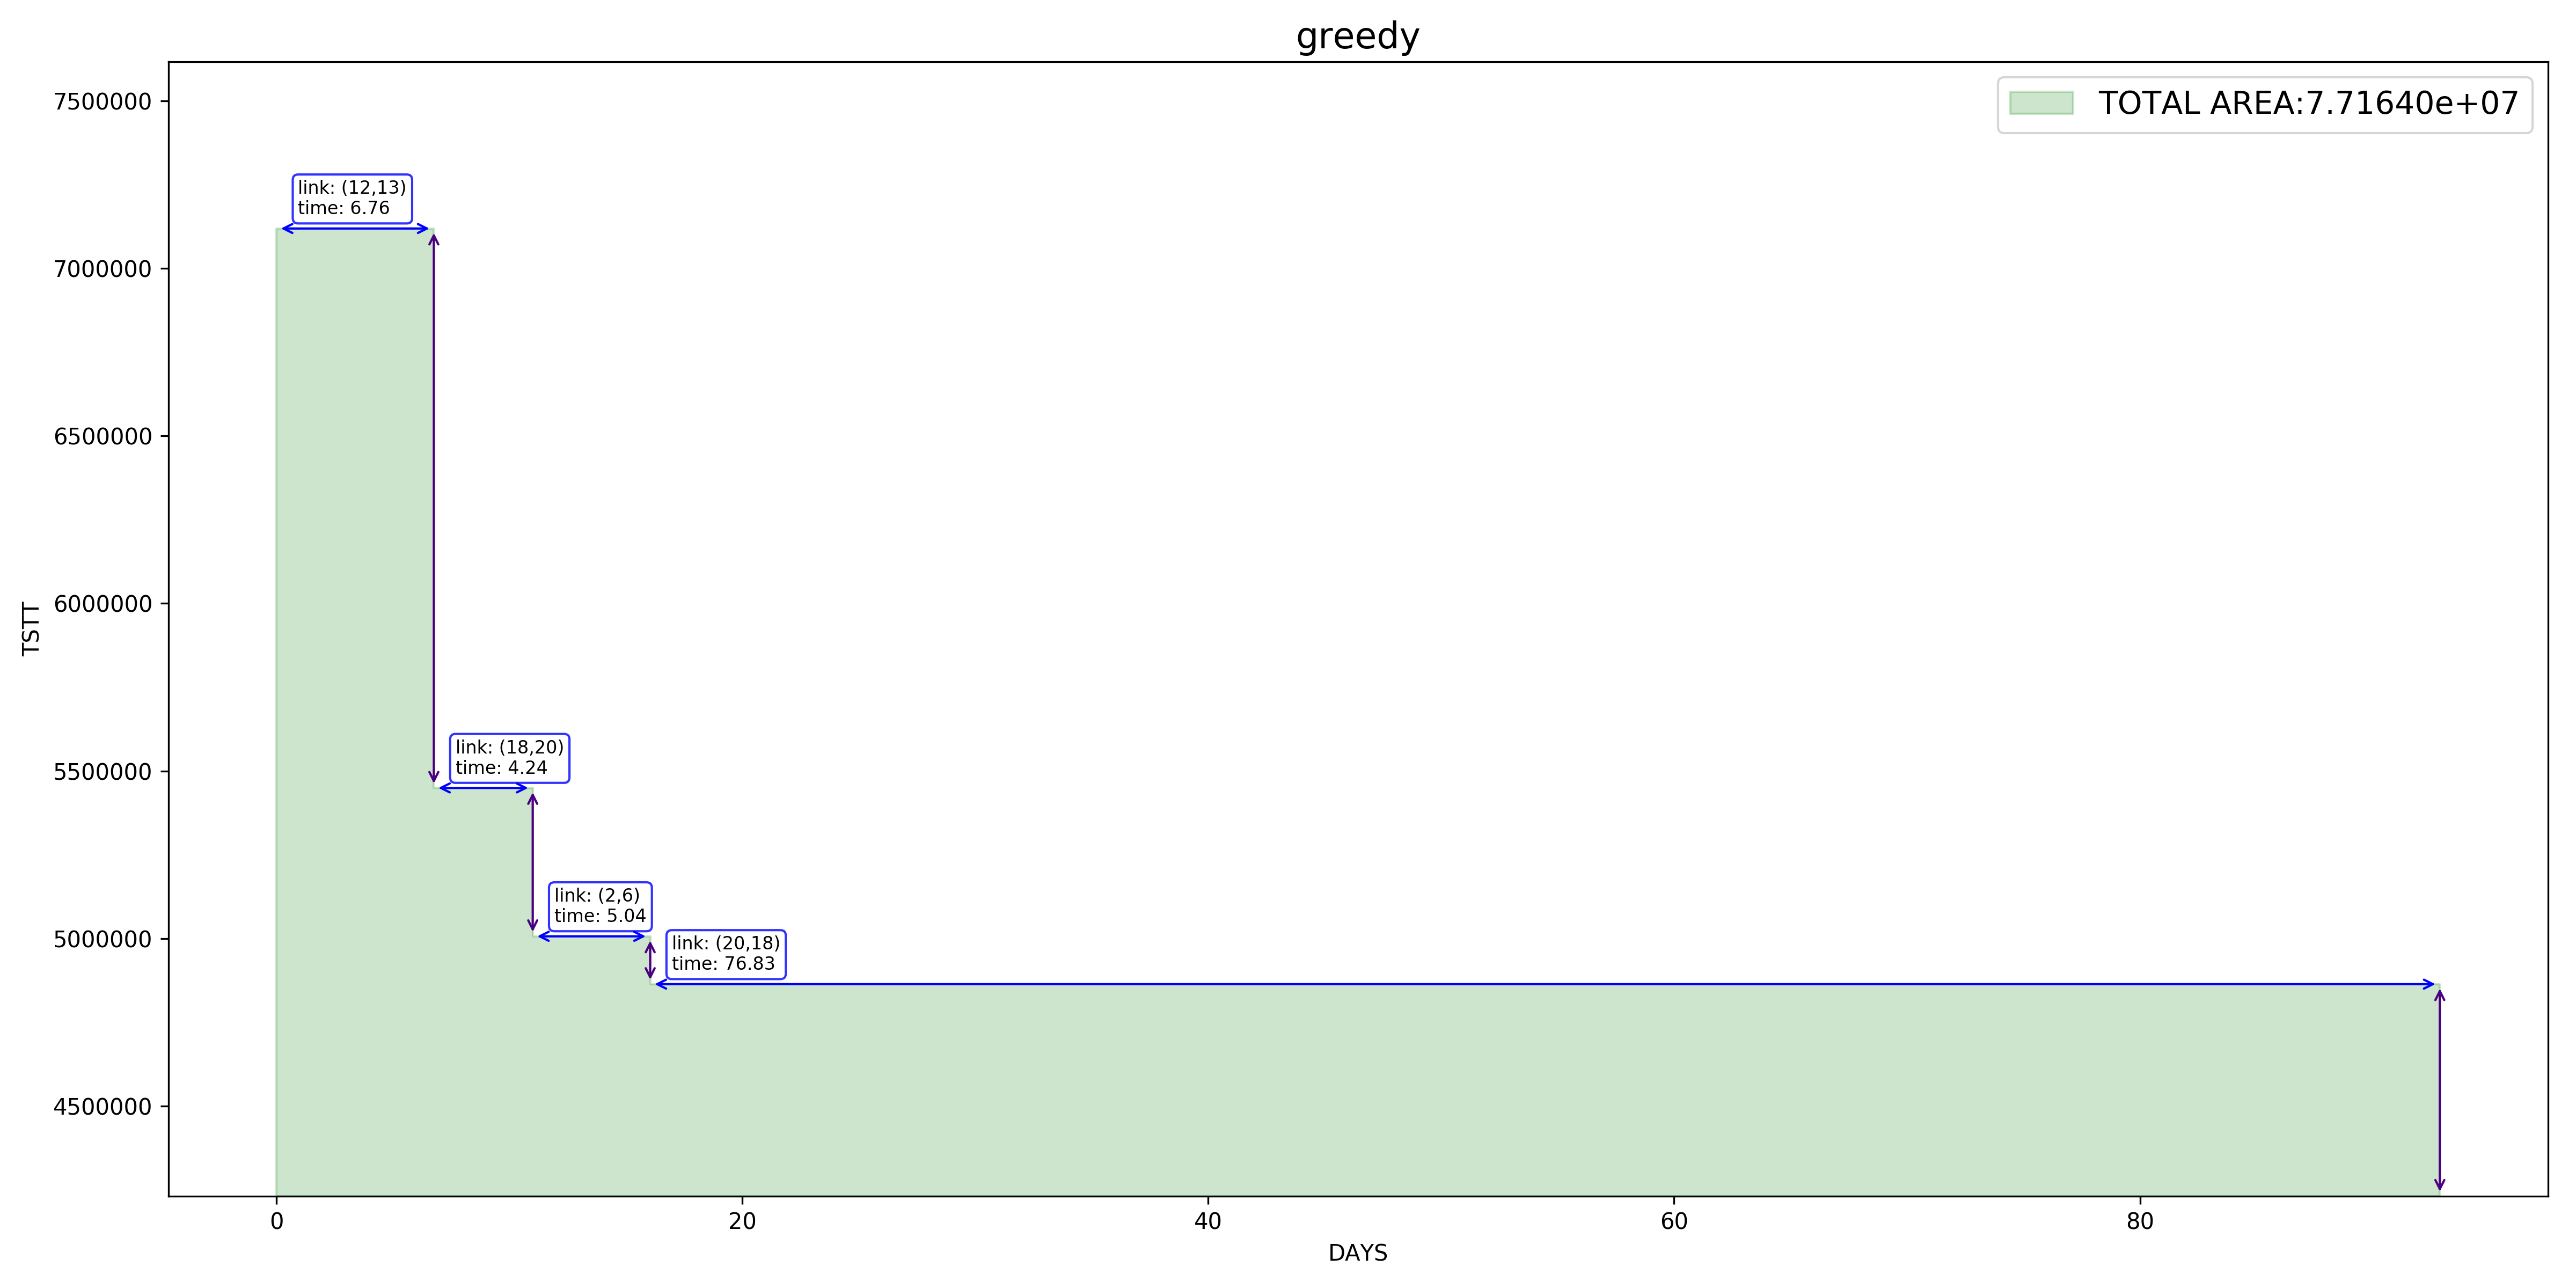 greedy
TOTAL AREA:7.71640e+07
7500000
7000000
6500000
6000000
5500000
5000000
4500000
TSTT
link: (12,13)
time: 6.76
link: (18,20)
time: 4.24
link: (2,6)
time: 5.04
link: (20,18)
time: 76.83
0
20
40
60
80
DAYS